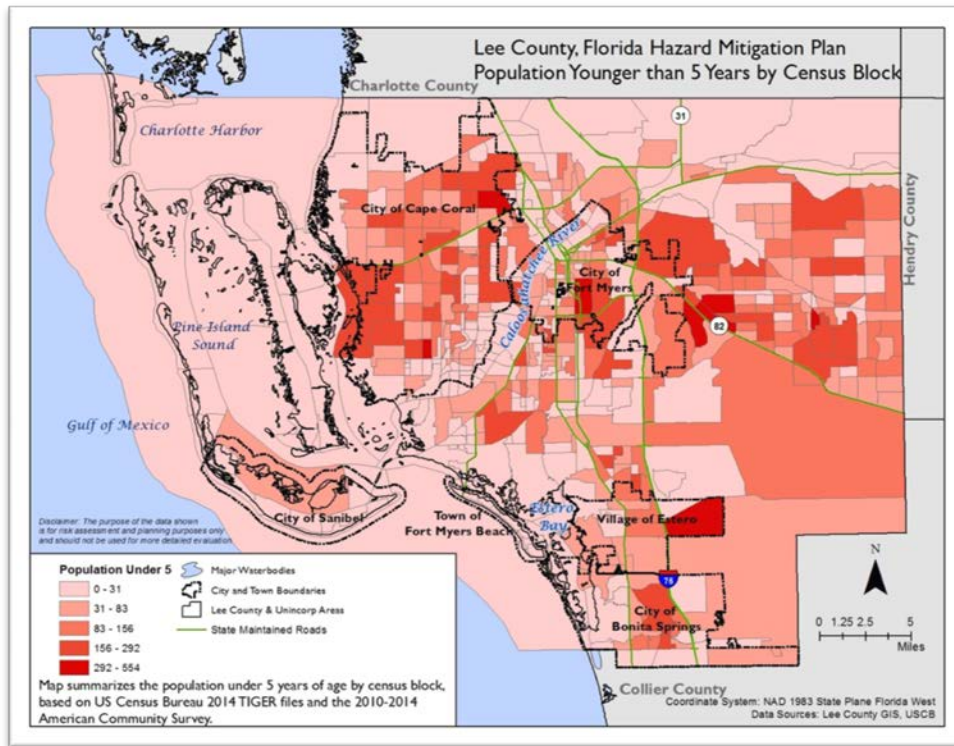 Lee County, Florida Hazard Mitigation Plan
Population Younger than 5 Years by Census Block
Charlotte County
Charlotte Harbor
31
City of Cape Coral
Hendry County
Caloosahatchee River
City of
Fort Myers
Pine Island
Sound
82
Gulf of Mexico
City of Sanibel
Town of
Fort Myers Beach
Estero
Bay
Village of Estero
Disclaimer: The purpose of the data shown
is for risk assessment and planning purposes only
and should not be used for more detailed evaluation.
75
City of
Bonita Springs
N
0 1.25 2.5 5
Miles
Population Under 5
0 - 31
31 - 83
83 - 156
156 - 292
292 - 554
Major Waterbodies
City and Town Boundaries
Lee County & Unincorp Areas
State Maintained Roads
Map summarizes the population under 5 years of age by census block,
based on US Census Bureau 2014 TIGER files and the 2010-2014
American Community Survey.
Collier County
Coordinate System: NAD 1983 State Plane Florida West
Data Sources: Lee County GIS, USCB